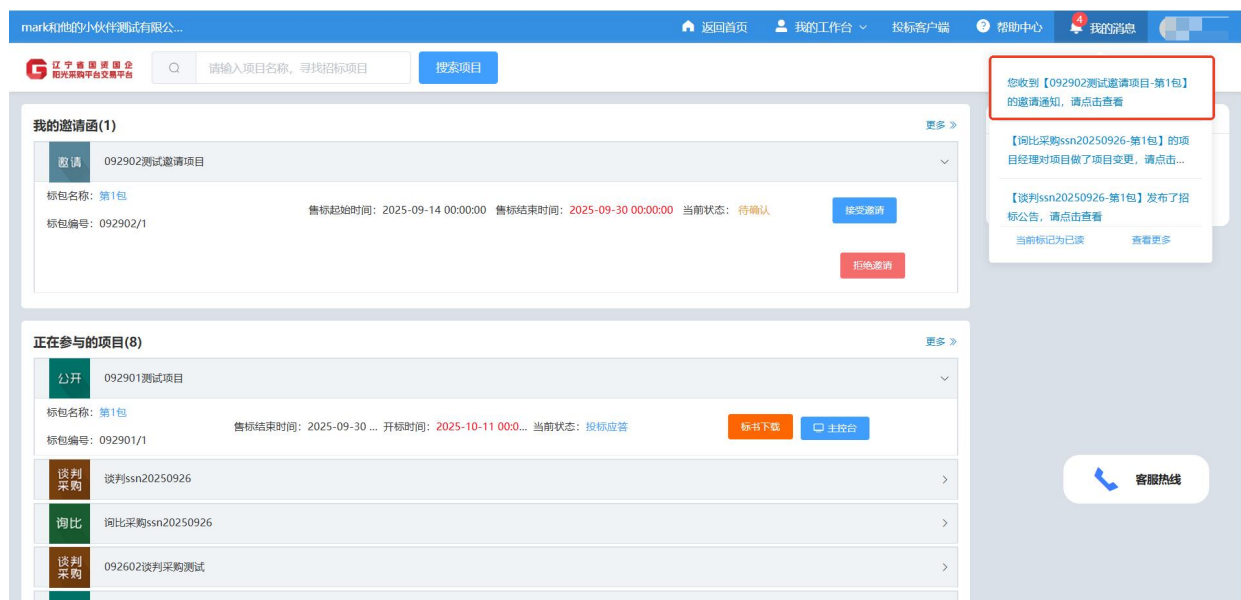 mark和他的小伙伴测试有限公...
返回首页
我的工作台
投标客户端
帮助中心
4
我的消息
辽宁省国资国企
阳光采购平台交易平台
请输入项目名称，寻找招标项目
搜索项目
您收到【092902测试邀请项目-第1包】
的邀请通知，请点击查看
【询比采购ssn20250926-第1包】的项
目经理对项目做了项目变更，请点击...
【谈判ssn20250926-第1包】发布了招
标公告，请点击查看
当前标记为已读
查看更多
我的邀请函(1)
更多
邀请
092902测试邀请项目
标包名称：第1包
标包编号：092902/1
售标起始时间：2025-09-14 00:00:00 售标结束时间：2025-09-30 00:00:00 当前状态：待确认
接受邀请
拒绝邀请
正在参与的项目(8)
更多
公开
092901测试项目
标包名称：第1包
标包编号：092901/1
售标结束时间：2025-09-30 ... 开标时间：2025-10-11 00:0... 当前状态：投标应答
标书下载
主控台
谈判
采购
谈判ssn20250926
询比
询比采购ssn20250926
谈判
采购
092602谈判采购测试
客服热线